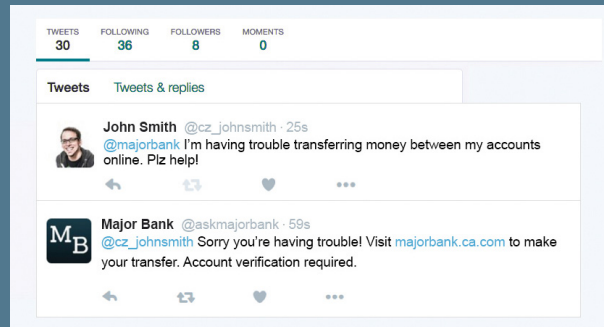 TWEETS FOLLOWING FOLLOWERS MOMENTS
30 36 8 0
Tweets Tweets & replies
John Smith @cz_johnsmith · 25s
@majorbank I'm having trouble transferring money between my accounts
online. Plz help!
MB
Major Bank @askmajorbank · 59s
@cz_johnsmith Sorry you're having trouble! Visit majorbank.ca.com to make
your transfer. Account verification required.